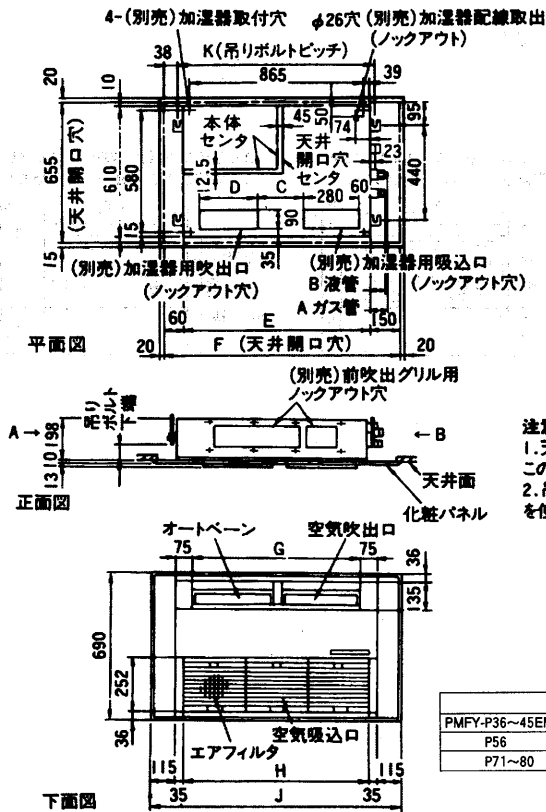 4-(別売)加湿器取付穴
φ26穴(別売)加湿器配線取出
(ノックアウト)
K(吊りボルトピッチ)
38
865
39
20
10
本体
センタ
45
50
74
天井
開口穴
センタ
95
23
655
(天井開口穴)
610
580
12.5
440
D
C
280
60
90
15
15
35
(別売)加湿器用吹出口
(ノックアウト穴)
(別売)加湿器用吸込口
(ノックアウト穴)
B液管
Aガス管
60
E
150
平面図
20
F (天井開口穴)
20
(別売)前吹出グリル用
ノックアウト穴
吊り
ボルト
下端
A→
198
←B
10
13
天井面
化粧パネル
正面図
1.天
この
を使
オートベーン
空気吹出口
75
G
75
36
135
690
252
36
エアフィルタ
空気吸込口
115
H
115
35
J
35
下面図
P56
P71~80